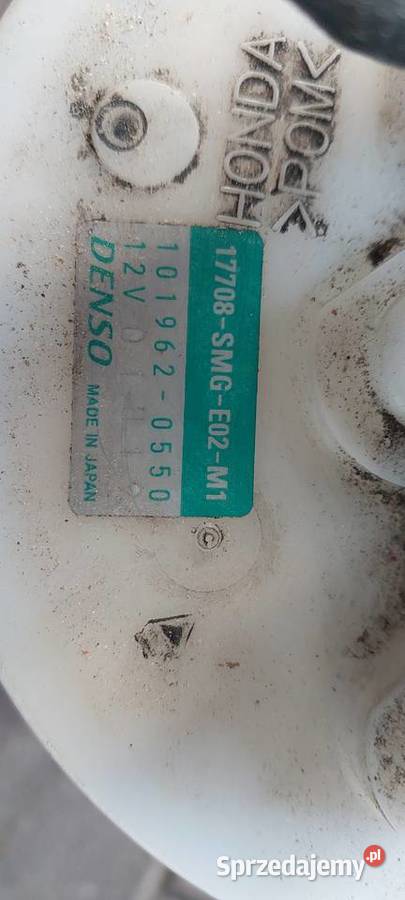 HONDA
>POM<
17708-SMG-E02-M1
101962-0550
12V
DENSO MADE IN JAPAN
Sprzedajemy.pl